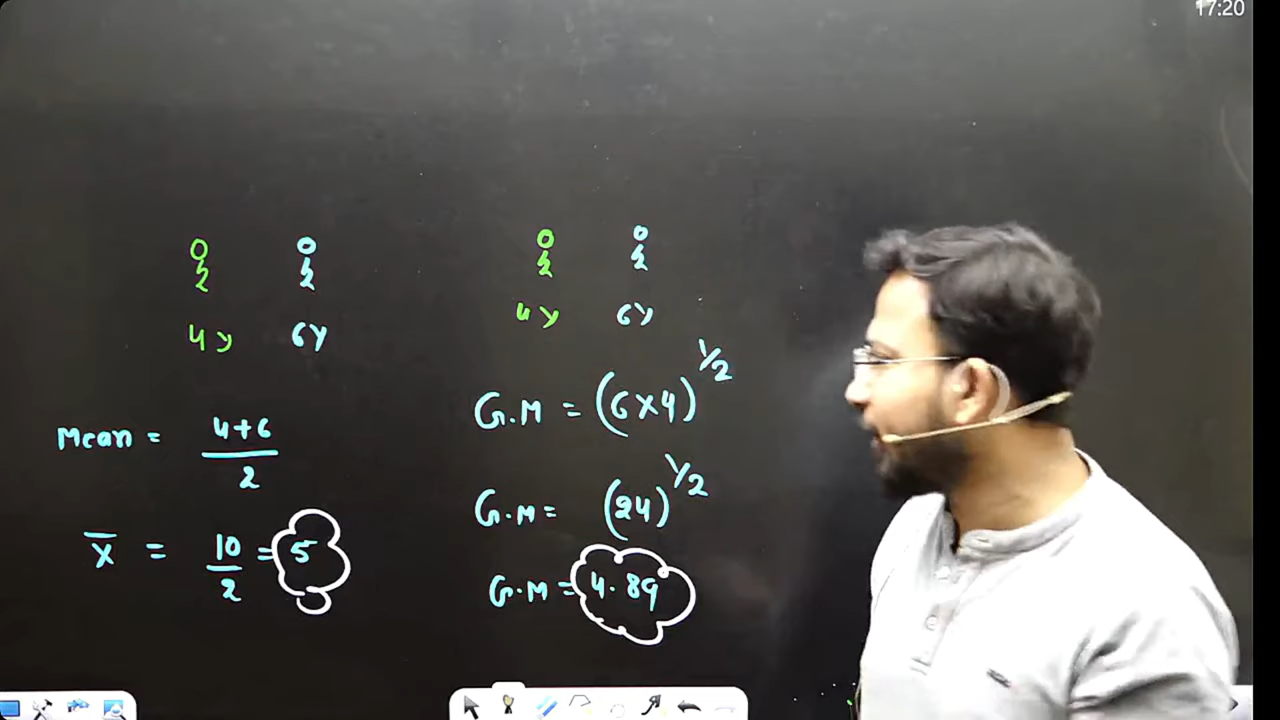 17:20
4y 6y
Mean = 4+6/2
x̄ = 10/2 = 5
4y 6y
G.M = (6×4)^1/2
G.M = (24)^1/2
G.M = 4.89